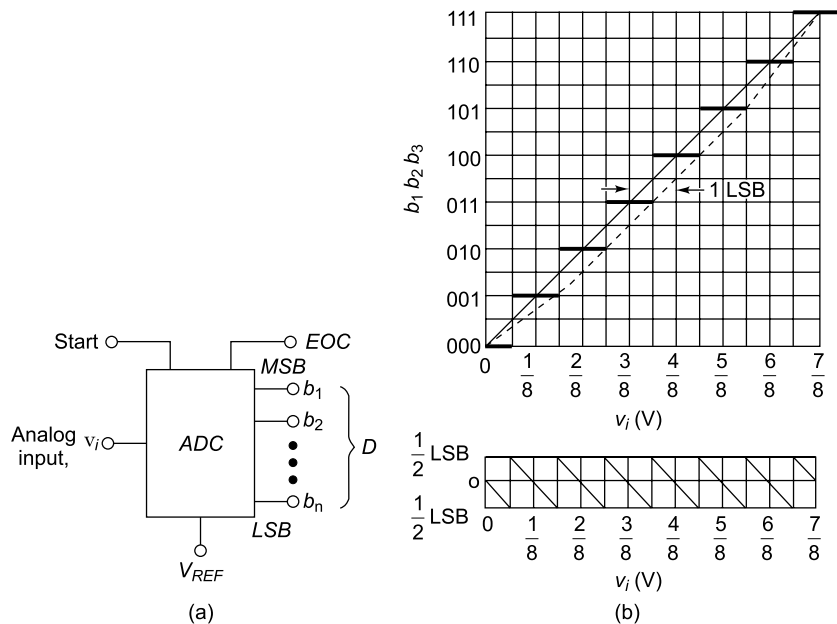 Start
EOC
MSB
b1
Analog input, vi
ADC
b2
D
bn
LSB
VREF
(a)
111
110
101
100
011
010
001
000
b1 b2 b3
1 LSB
0 1/8 2/8 3/8 4/8 5/8 6/8 7/8
vi (V)
1/2 LSB
o
1/2 LSB
0 1/8 2/8 3/8 4/8 5/8 6/8 7/8
vi (V)
(b)